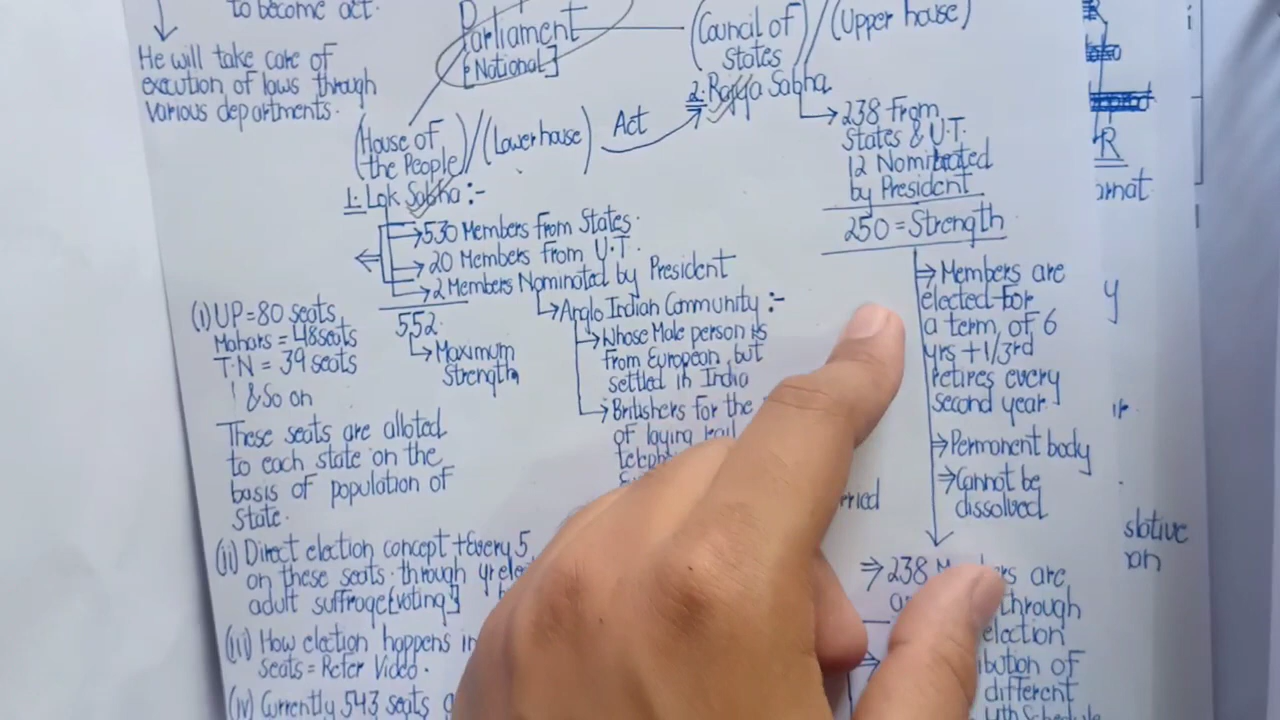 to become act.
He will take care of
execution of laws through
various departments.
Parliament
[National]
(Council of
States)
/(Upper house)
2. Rajya Sabha
(House of
the People)
/(Lower house)
Act
238 From
States & U.T.
12 Nominated
by President
250 = Strength
1. Lok Sabha :-
530 Members from States.
20 Members from U.T.
2 Members Nominated by President
552
Maximum
Strength
Anglo Indian Community :-
Whose Male person is
from European, but
settled in India
Britishers for the
of laying rail
(i) UP = 80 seats
Mahars = 48 seats
T.N = 39 seats
& So on
These seats are alloted
to each state on the
basis of population of
State.
(ii) Direct election concept + Every 5
on these seats. through yr
adult suffrage [voting]
(iii) How election happens in
seats = Refer Video.
(iv) Currently 543 seats
Members are
elected for
a term of 6
yrs + 1/3rd
retires every
second year.
Permanent body
Cannot be
dissolved
238
are
through
election
of
different
R
R
y